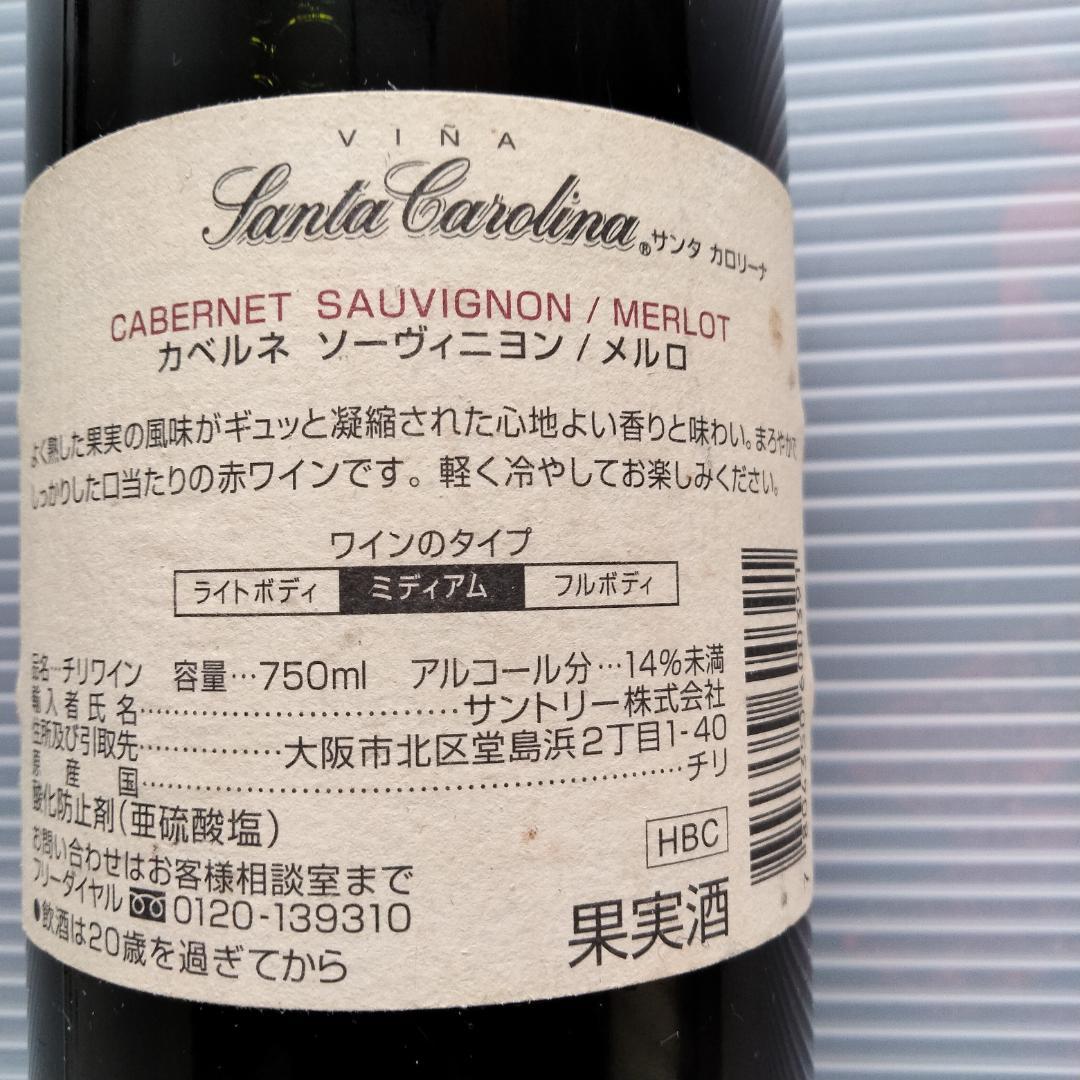 VIÑA
Santa Carolina® サンタ カロリーナ
CABERNET SAUVIGNON / MERLOT
カベルネ ソーヴィニヨン / メルロ
よく熟した果実の風味がギュッと凝縮された心地よい香りと味わい。まろやかで
しっかりした口当たりの赤ワインです。軽く冷やしてお楽しみください。
ワインのタイプ
ライトボディ ミディアム フルボディ
品名…チリワイン 容量…750ml アルコール分…14%未満
輸入者氏名……………………………サントリー株式会社
住所及び引取先……………大阪市北区堂島浜2丁目1-40
原産国……………………………………………………チリ
酸化防止剤(亜硫酸塩)
お問い合わせはお客様相談室まで
フリーダイヤル 0120-139310
●飲酒は20歳を過ぎてから
HBC
果実酒